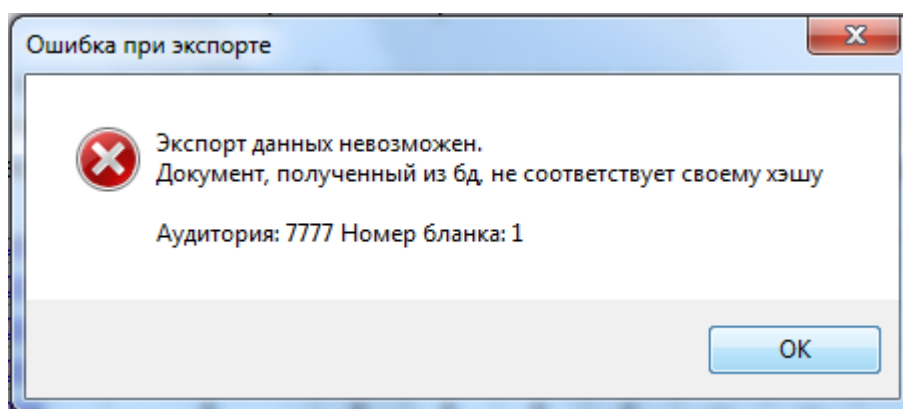 Ошибка при экспорте
Экспорт данных невозможен.
Документ, полученный из бд, не соответствует своему хэшу
Аудитория: 7777 Номер бланка: 1
ОК